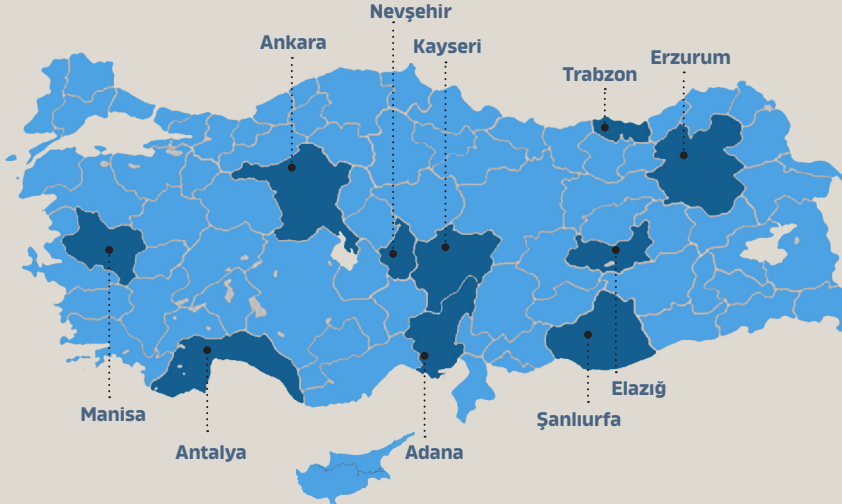 Nevşehir
Ankara
Kayseri
Trabzon
Erzurum
Manisa
Antalya
Adana
Şanlıurfa
Elazığ